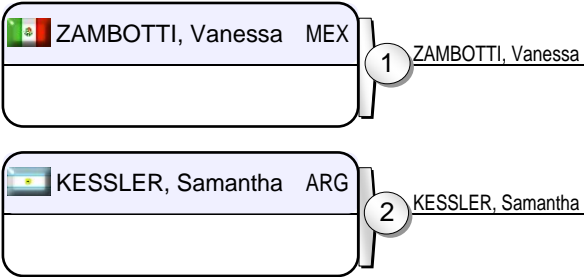 ZAMBOTTI, Vanessa MEX
1 ZAMBOTTI, Vanessa
KESSLER, Samantha ARG
2 KESSLER, Samantha